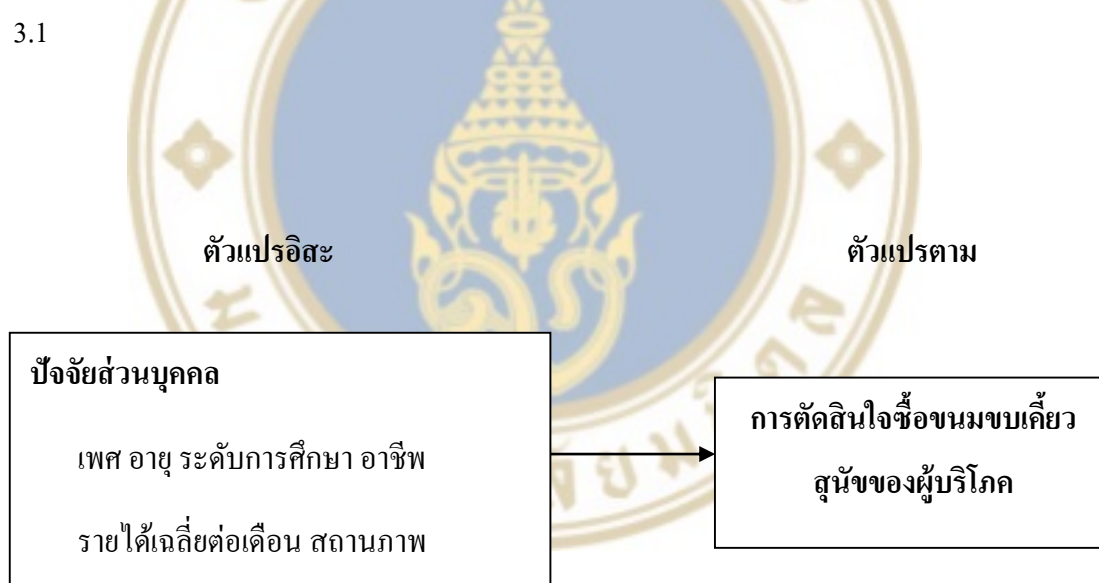 3.1
ตัวแปรอิสะ
ตัวแปรตาม
ปัจจัยส่วนบุคคล
เพศ อายุ ระดับการศึกษา อาชีพ
รายได้เฉลี่ยต่อเดือน สถานภาพ
การตัดสินใจซื้อขนมขบเคี้ยว
สุนัขของผู้บริโภค